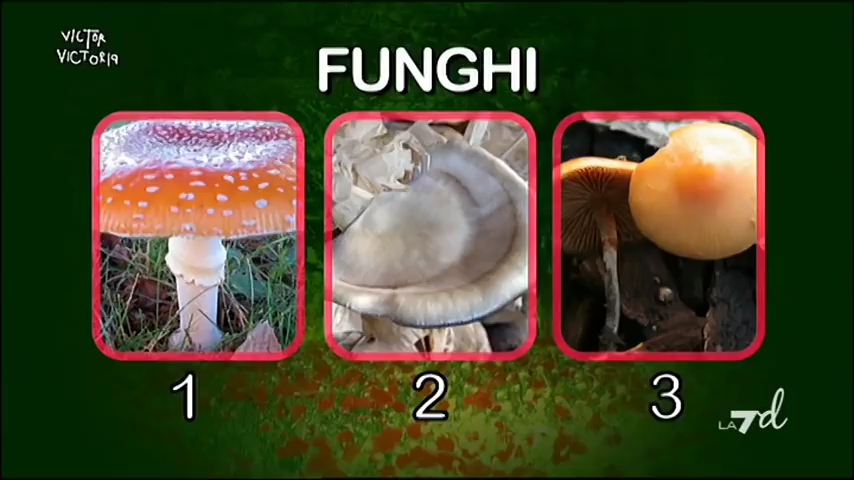 VICTOR
VICTORIA
FUNGHI
1
2
3
LA7d